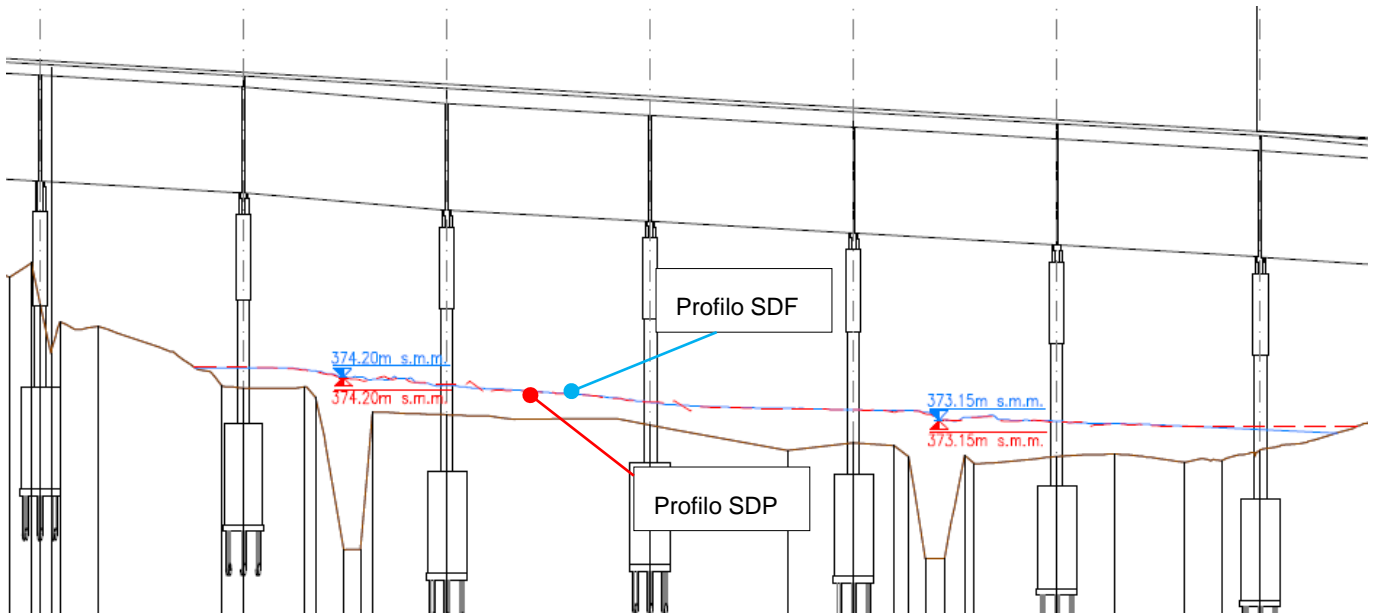 Profilo SDF
374.20m s.m.m.
374.20m s.m.m.
373.15m s.m.m.
373.15m s.m.m.
Profilo SDP